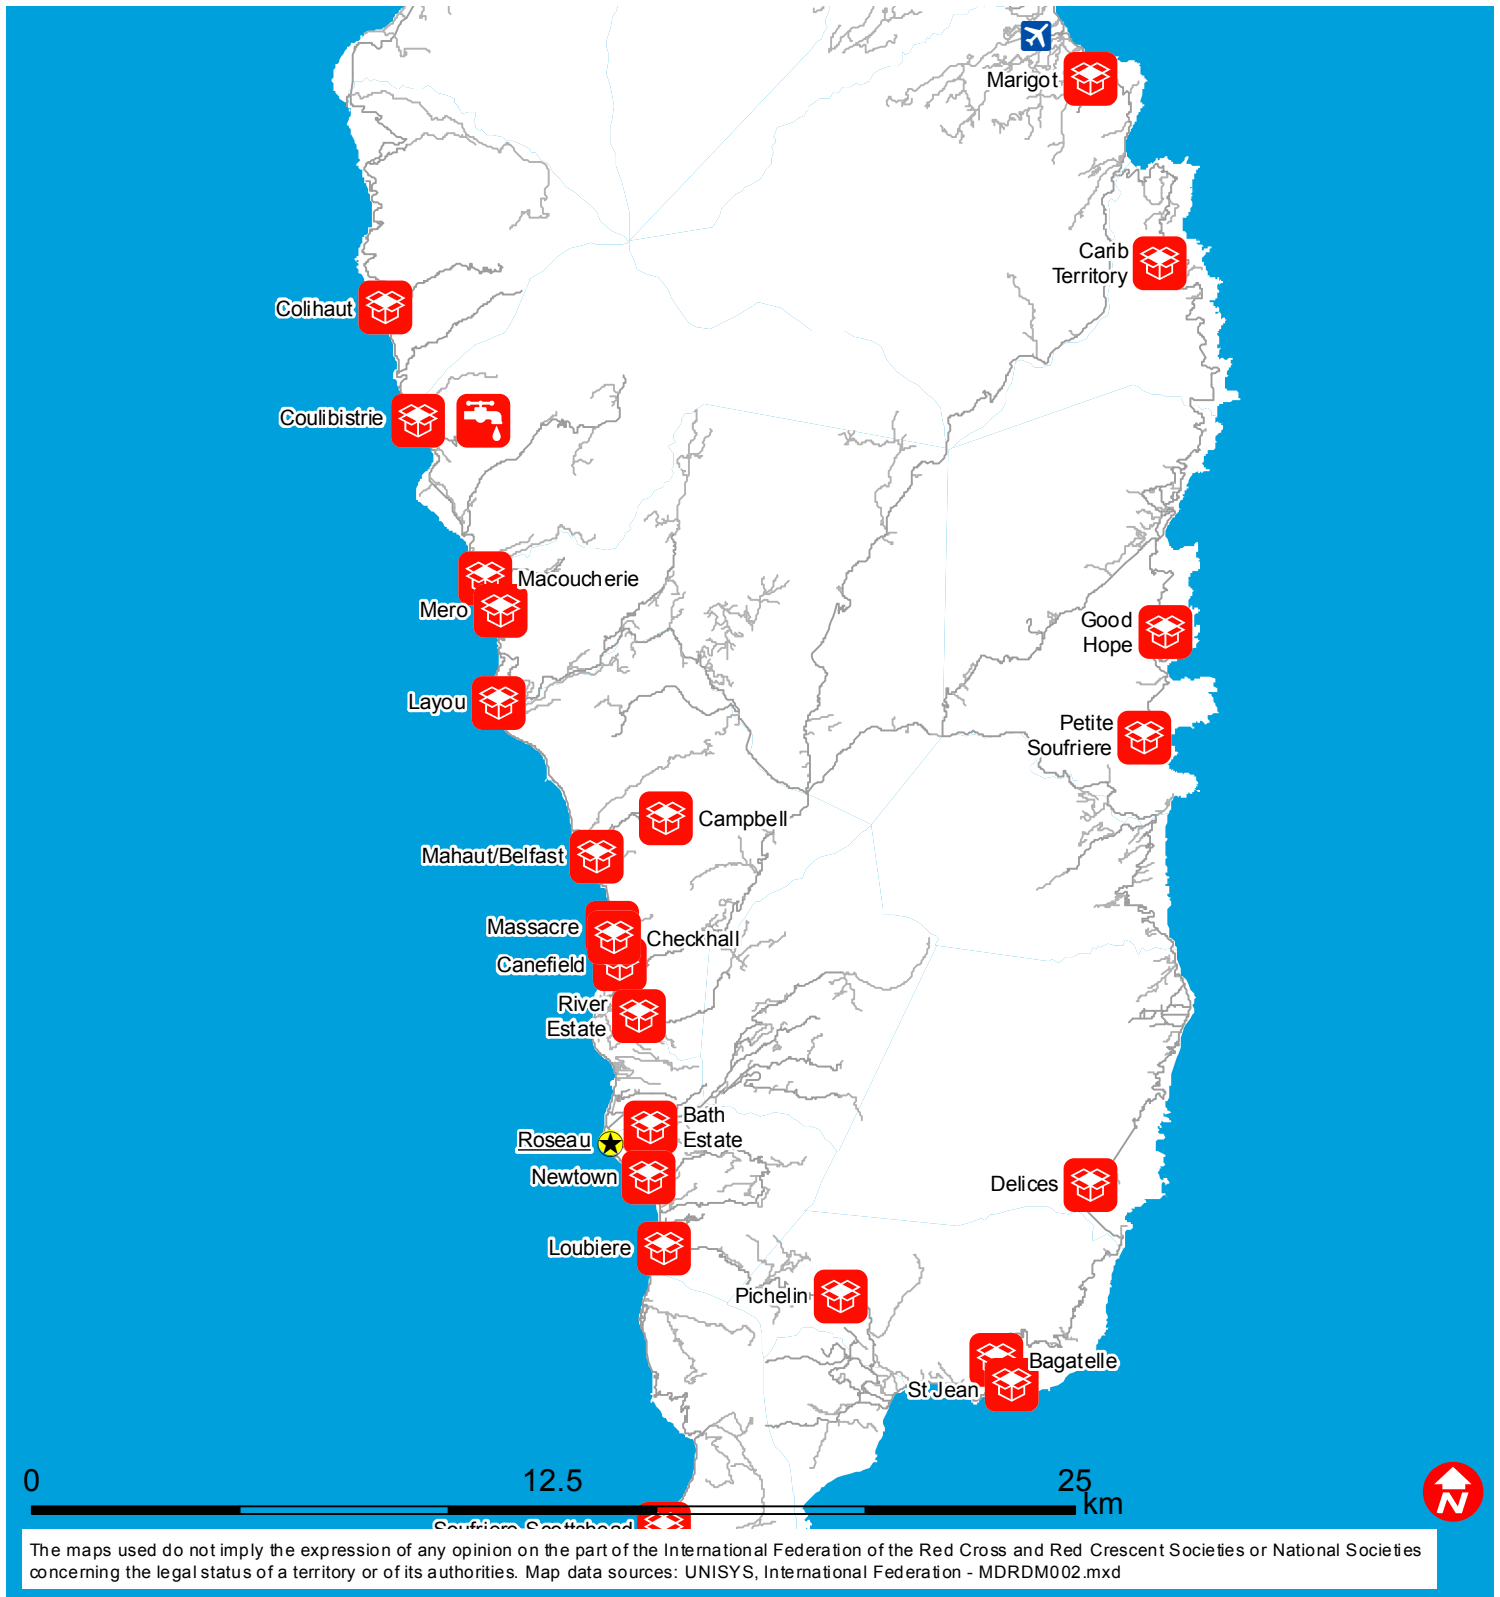 Marigot
Carib
Territory
Colihaut
Coulibistrie
Macoucherie
Mero
Good
Hope
Layou
Petite
Soufriere
Campbell
Mahaut/Belfast
Massacre
Checkhall
Canefield
River
Estate
Bath
Estate
Roseau
Newtown
Delices
Loubiere
Pichelin
Bagatelle
St Jean
0 12.5 25
km
N
Soufriere Scottshead
The maps used do not imply the expression of any opinion on the part of the International Federation of the Red Cross and Red Crescent Societies or National Societies
concerning the legal status of a territory or of its authorities. Map data sources: UNISYS, International Federation - MDRDM002.mxd